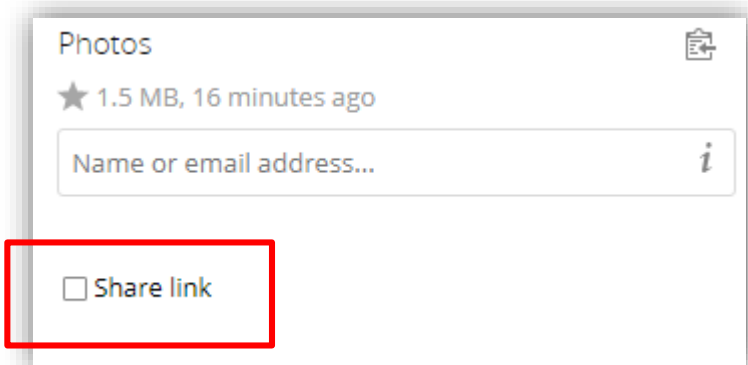 Photos
1.5 MB, 16 minutes ago
Name or email address...
i
Share link